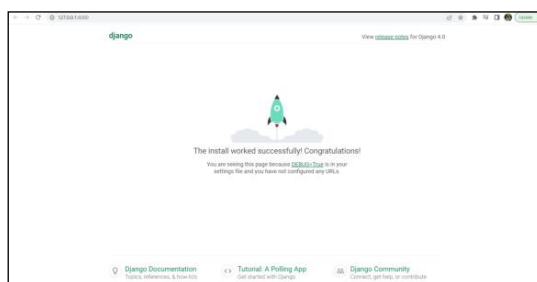 127.0.0.1:8000
django
View release notes for Django 4.0
The install worked successfully! Congratulations!
You are seeing this page because DEBUG=True is in your
settings file and you have not configured any URLs.
Django Documentation
Topics, references, & how-to's
Tutorial: A Polling App
Get started with Django
Django Community
Connect, get help, or contribute